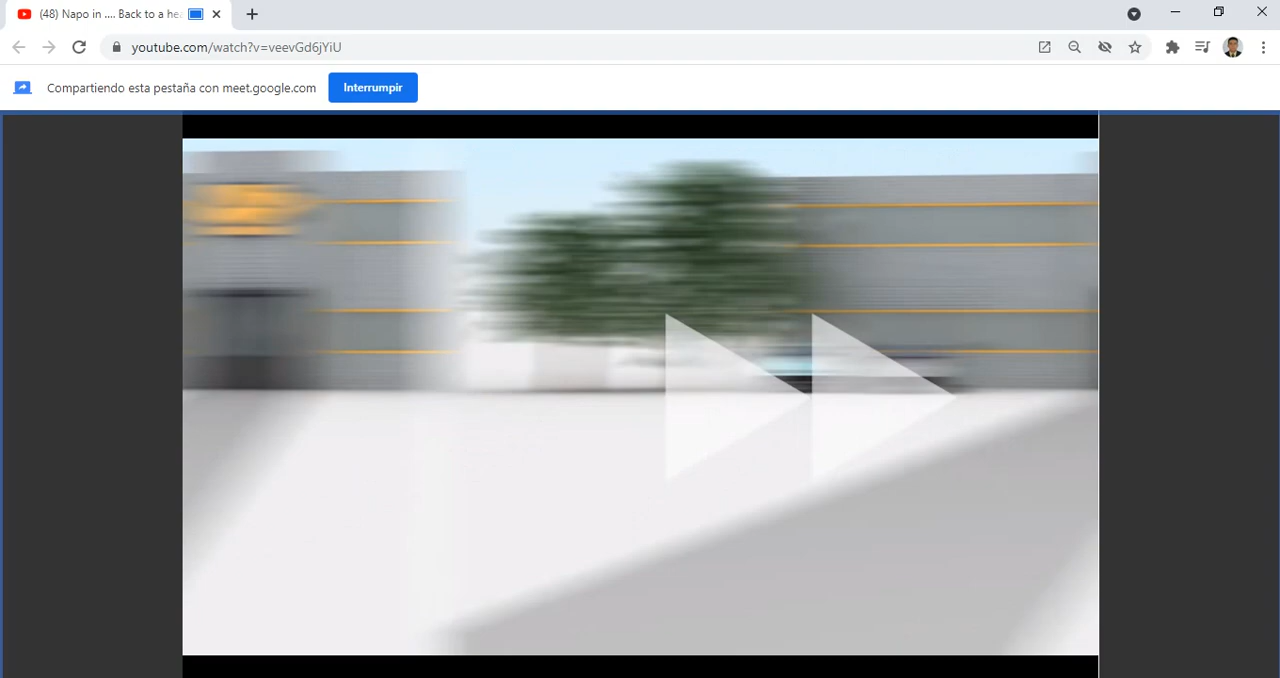 (48) Napo in .... Back to a he
youtube.com/watch?v=veevGd6jYiU
Compartiendo esta pestaña con meet.google.com
Interrumpir